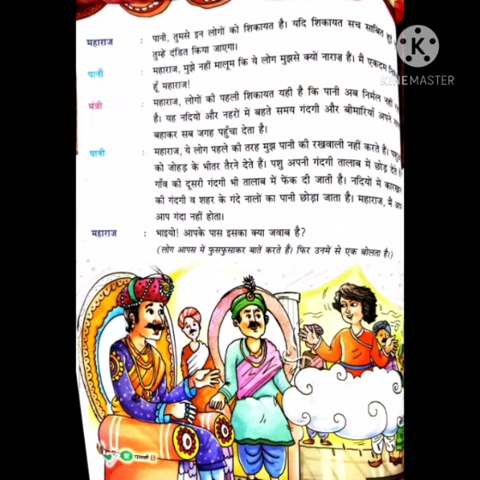 महाराज : पानी, तुमसे इन लोगों को शिकायत है। यदि शिकायत सच साबित हुई
तुम्हें दंडित किया जाएगा।
पानी : महाराज, मुझे नहीं मालूम कि ये लोग मुझसे क्यों नाराज़ हैं। मैं एकदम
हूँ महाराज!
मंत्री : महाराज, लोगों की पहली शिकायत यही है कि पानी अब निर्मल नहीं
है। यह नदियों और नहरों में बहते समय गंदगी और बीमारियाँ अपने
बहाकर सब जगह पहुँचा देता है।
पानी : महाराज, ये लोग पहले की तरह मुझ पानी की रखवाली नहीं करते हैं।
को जोहड़ के भीतर तैरने देते हैं। पशु अपनी गंदगी तालाब में छोड़ देते
गाँव की दूसरी गंदगी भी तालाब में फेंक दी जाती है। नदियों में
की गंदगी व शहर के गंदे नालों का पानी छोड़ा जाता है। महाराज, मैं
आप गंदा नहीं होता।
महाराज : भाइयो! आपके पास इसका क्या जवाब है?
(लोग आपस में फुसफुसाकर बातें करते हैं। फिर उनमें से एक बोलता है।)
KINEMASTER